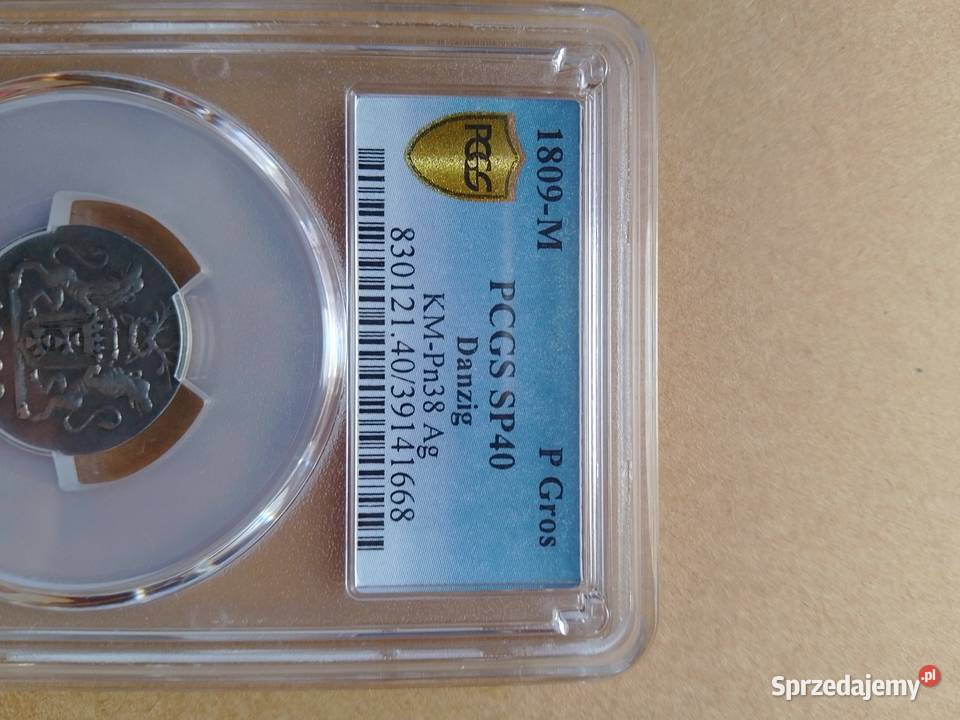 1809-M P Gros
PCGS SP40
Danzig
KM-Pn38 Ag
830121.40/39141668
PCGS
Sprzedajemy.pl